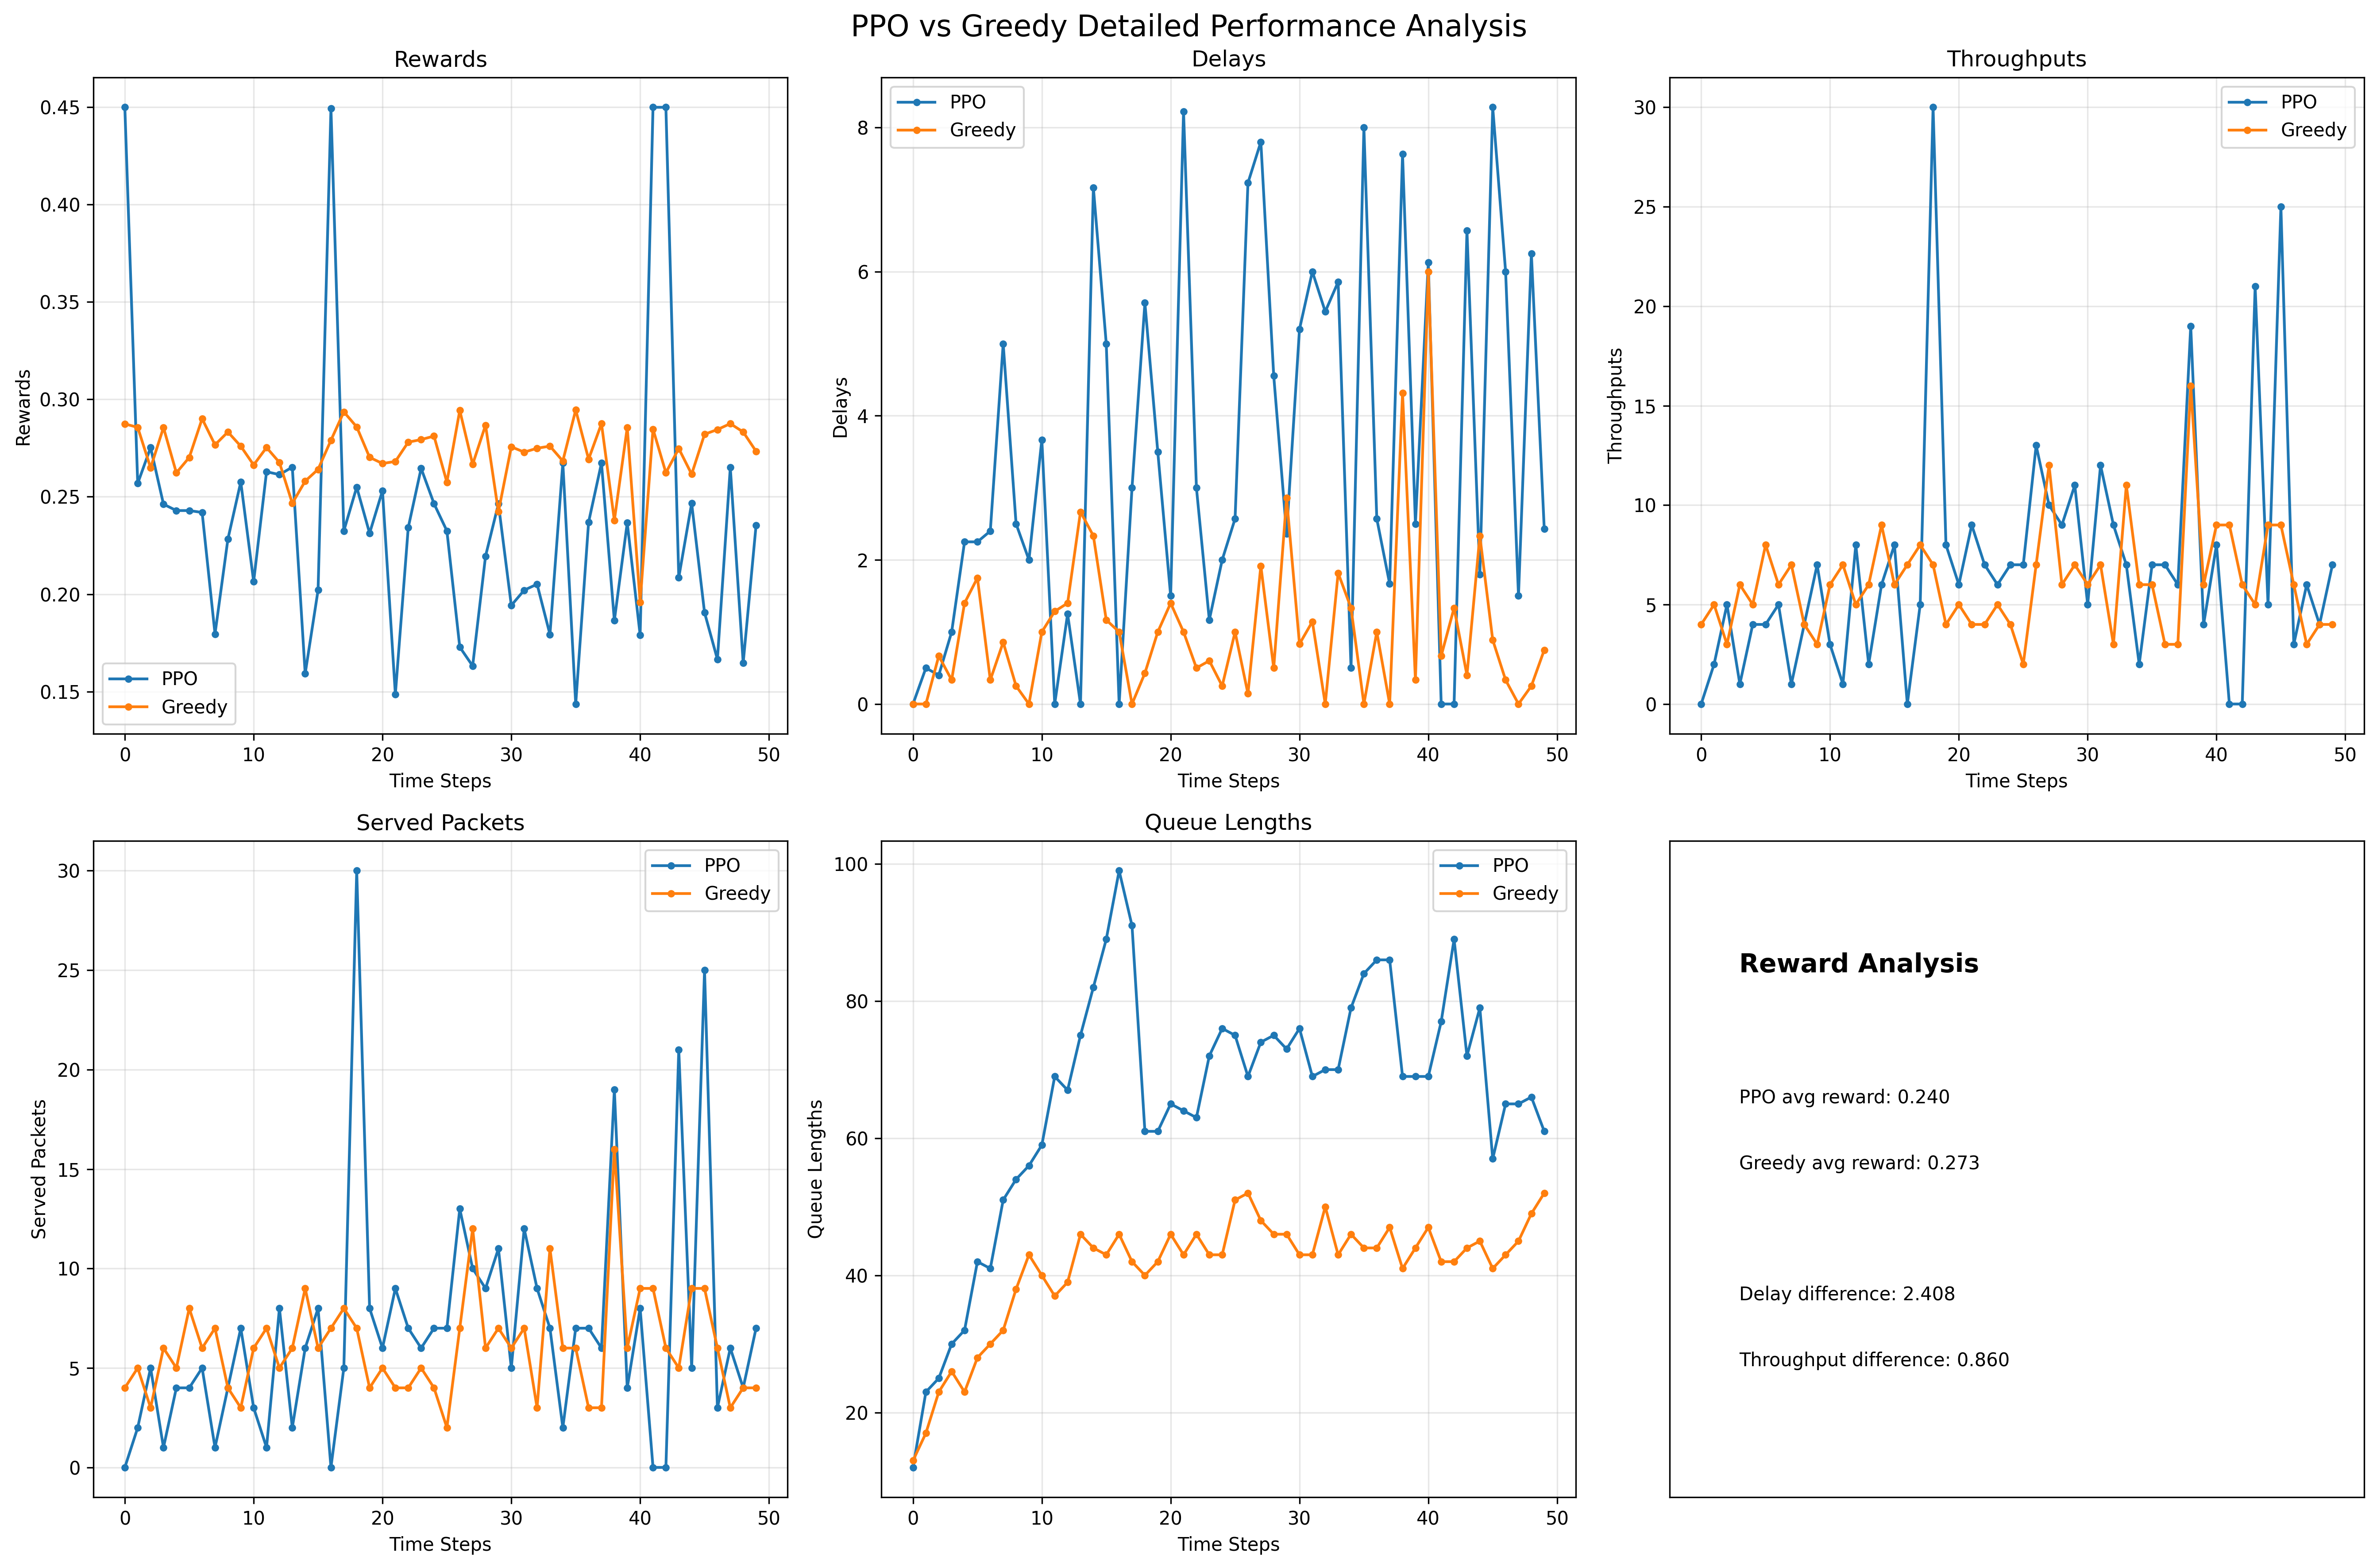 PPO vs Greedy Detailed Performance Analysis
Rewards
Rewards
0.45
0.40
0.35
0.30
0.25
0.20
0.15
PPO
Greedy
0 10 20 30 40 50
Time Steps
Delays
Delays
8
6
4
2
0
PPO
Greedy
0 10 20 30 40 50
Time Steps
Throughputs
Throughputs
30
25
20
15
10
5
0
PPO
Greedy
0 10 20 30 40 50
Time Steps
Served Packets
Served Packets
30
25
20
15
10
5
0
PPO
Greedy
0 10 20 30 40 50
Time Steps
Queue Lengths
Queue Lengths
100
80
60
40
20
PPO
Greedy
0 10 20 30 40 50
Time Steps
Reward Analysis
PPO avg reward: 0.240
Greedy avg reward: 0.273
Delay difference: 2.408
Throughput difference: 0.860